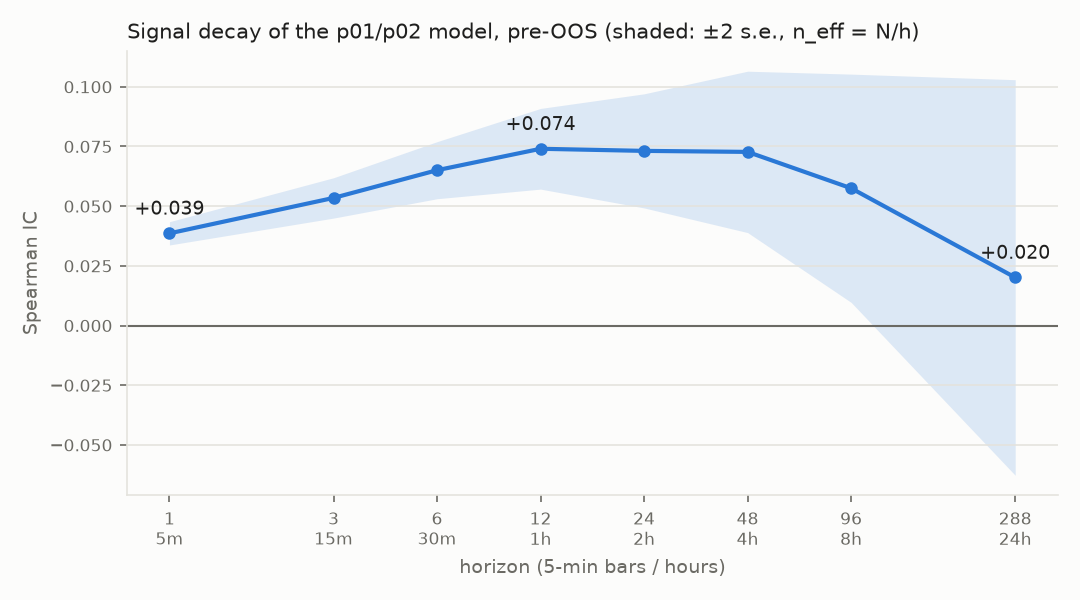 Signal decay of the p01/p02 model, pre-OOS (shaded: ±2 s.e., n_eff = N/h)
Spearman IC
0.100
0.075
0.050
0.025
0.000
−0.025
−0.050
+0.039
+0.074
+0.020
1 3 6 12 24 48 96 288
5m 15m 30m 1h 2h 4h 8h 24h
horizon (5-min bars / hours)